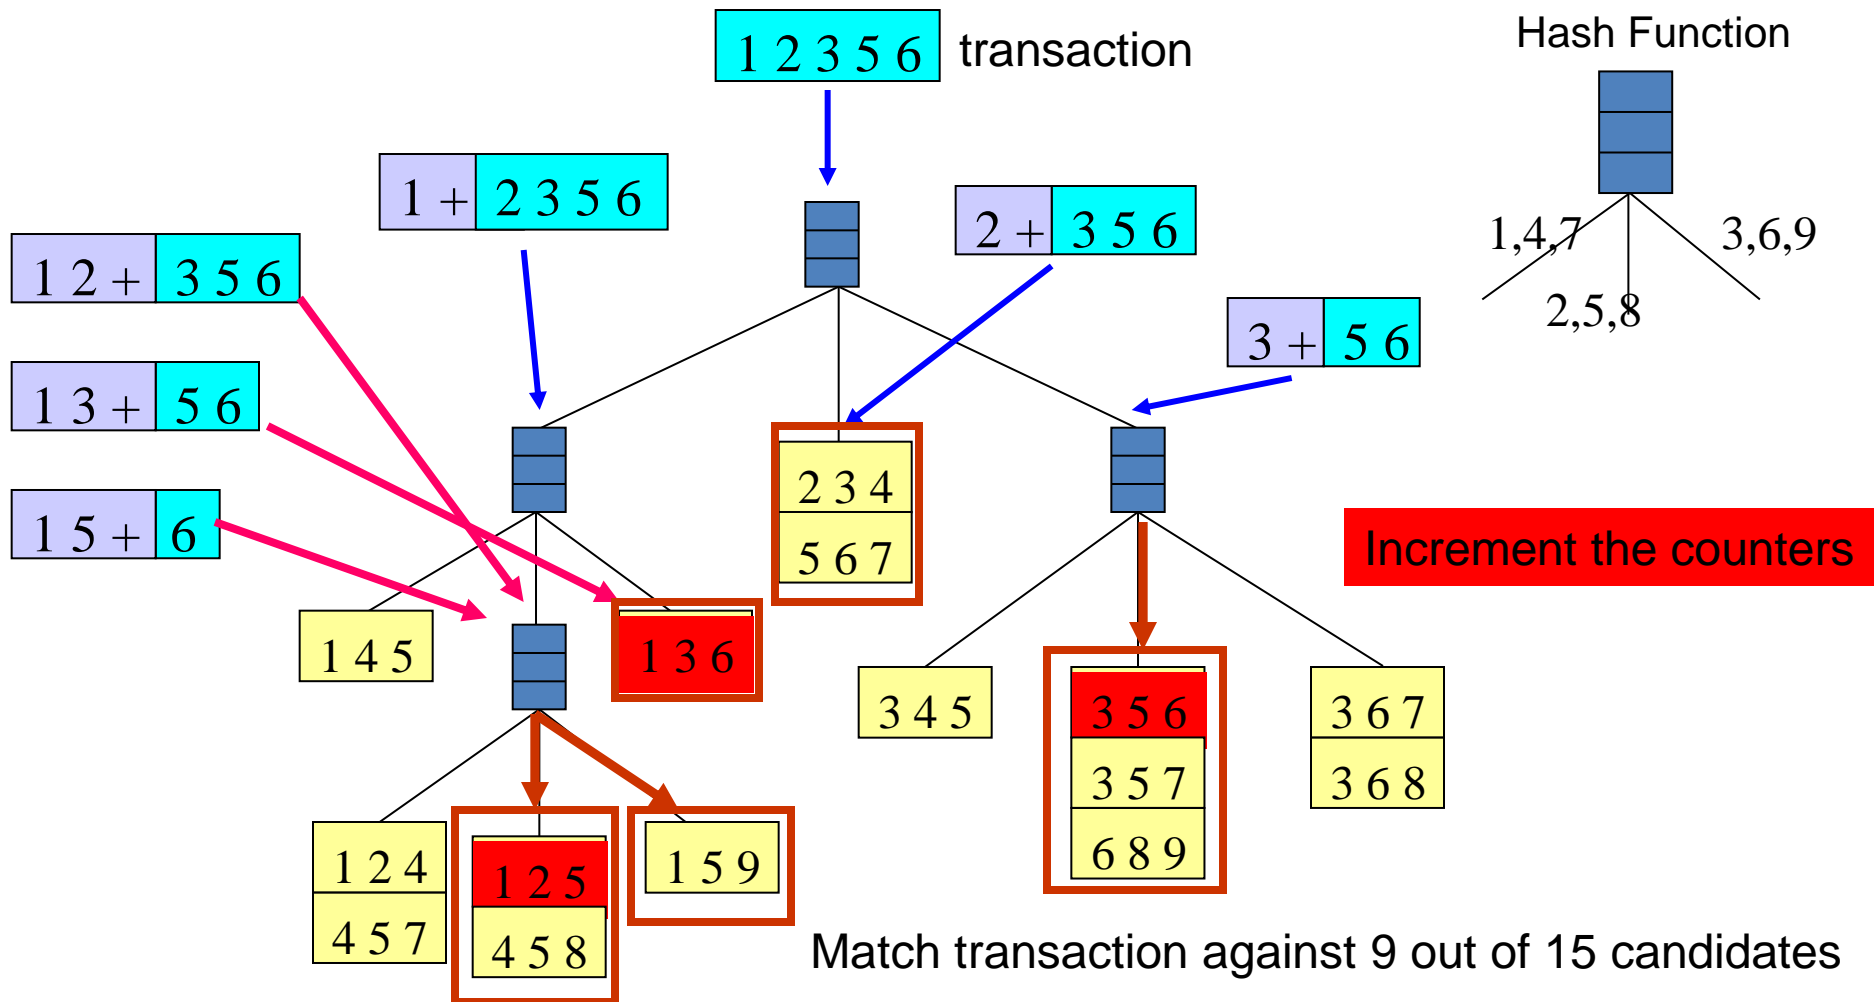 1 2 3 5 6 transaction
Hash Function
1 + 2 3 5 6
2 + 3 5 6
1,4,7
3,6,9
2,5,8
1 2 + 3 5 6
3 + 5 6
1 3 + 5 6
1 5 + 6
2 3 4
5 6 7
Increment the counters
1 4 5
1 3 6
3 4 5
3 5 6
3 6 7
3 5 7
3 6 8
6 8 9
1 2 4
1 2 5
1 5 9
4 5 7
4 5 8
Match transaction against 9 out of 15 candidates